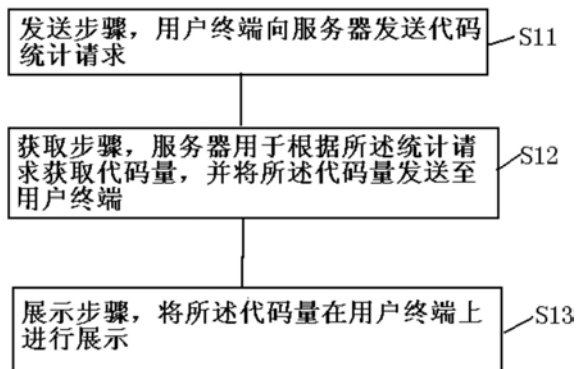 发送步骤，用户终端向服务器发送代码
统计请求
S11
获取步骤，服务器用于根据所述统计请
求获取代码量，并将所述代码量发送至
用户终端
S12
展示步骤，将所述代码量在用户终端上
进行展示
S13